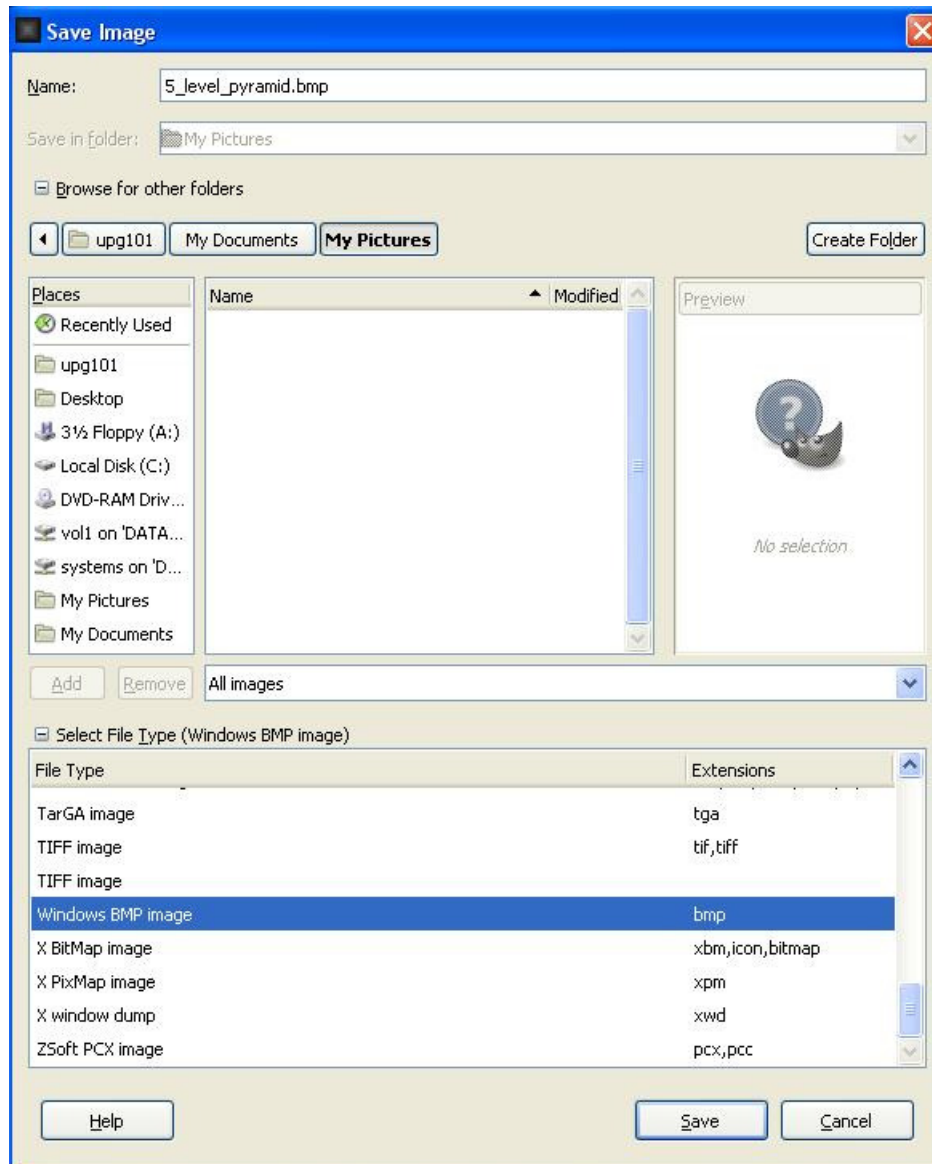 Save Image
Name: 5_level_pyramid.bmp
Save in folder: My Pictures
Browse for other folders
upg101 My Documents My Pictures Create Folder
Places Name Modified Preview
Recently Used
upg101
Desktop
3½ Floppy (A:)
Local Disk (C:)
DVD-RAM Driv...
vol1 on 'DATA...
systems on 'D...
My Pictures
My Documents
No selection
Add Remove All images
Select File Type (Windows BMP image)
File Type Extensions
TarGA image tga
TIFF image tif,tiff
TIFF image
Windows BMP image bmp
X BitMap image xbm,icon,bitmap
X PixMap image xpm
X window dump xwd
ZSoft PCX image pcx,pcc
Help Save Cancel